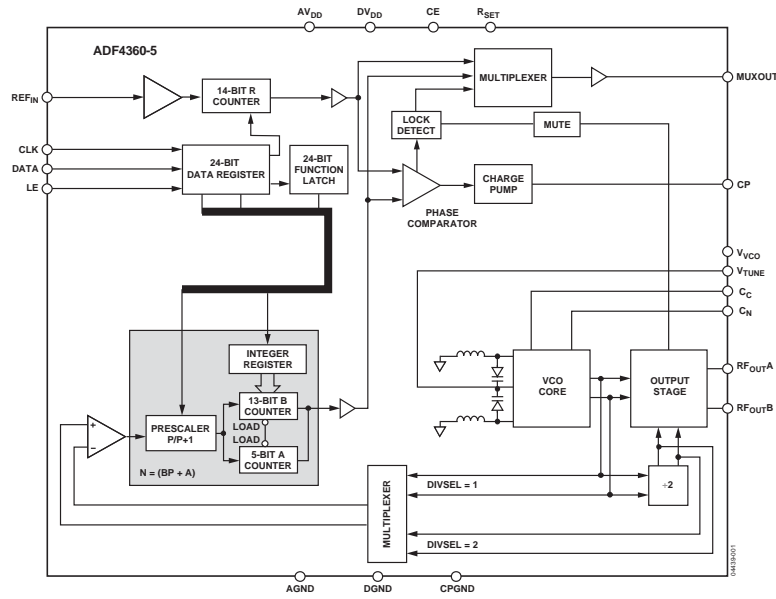 AVDD
DVDD
CE
RSET
ADF4360-5
MULTIPLEXER
MUXOUT
REFIN
14-BIT R
COUNTER
LOCK
DETECT
MUTE
CLK
DATA
LE
24-BIT
DATA REGISTER
24-BIT
FUNCTION
LATCH
CHARGE
PUMP
CP
PHASE
COMPARATOR
VVCO
VTUNE
CC
CN
INTEGER
REGISTER
RFOUTA
VCO
CORE
OUTPUT
STAGE
13-BIT B
COUNTER
RFOUTB
PRESCALER
P/P+1
LOAD
LOAD
+
−
5-BIT A
COUNTER
N = (BP + A)
MULTIPLEXER
DIVSEL = 1
÷2
DIVSEL = 2
04439-001
AGND
DGND
CPGND